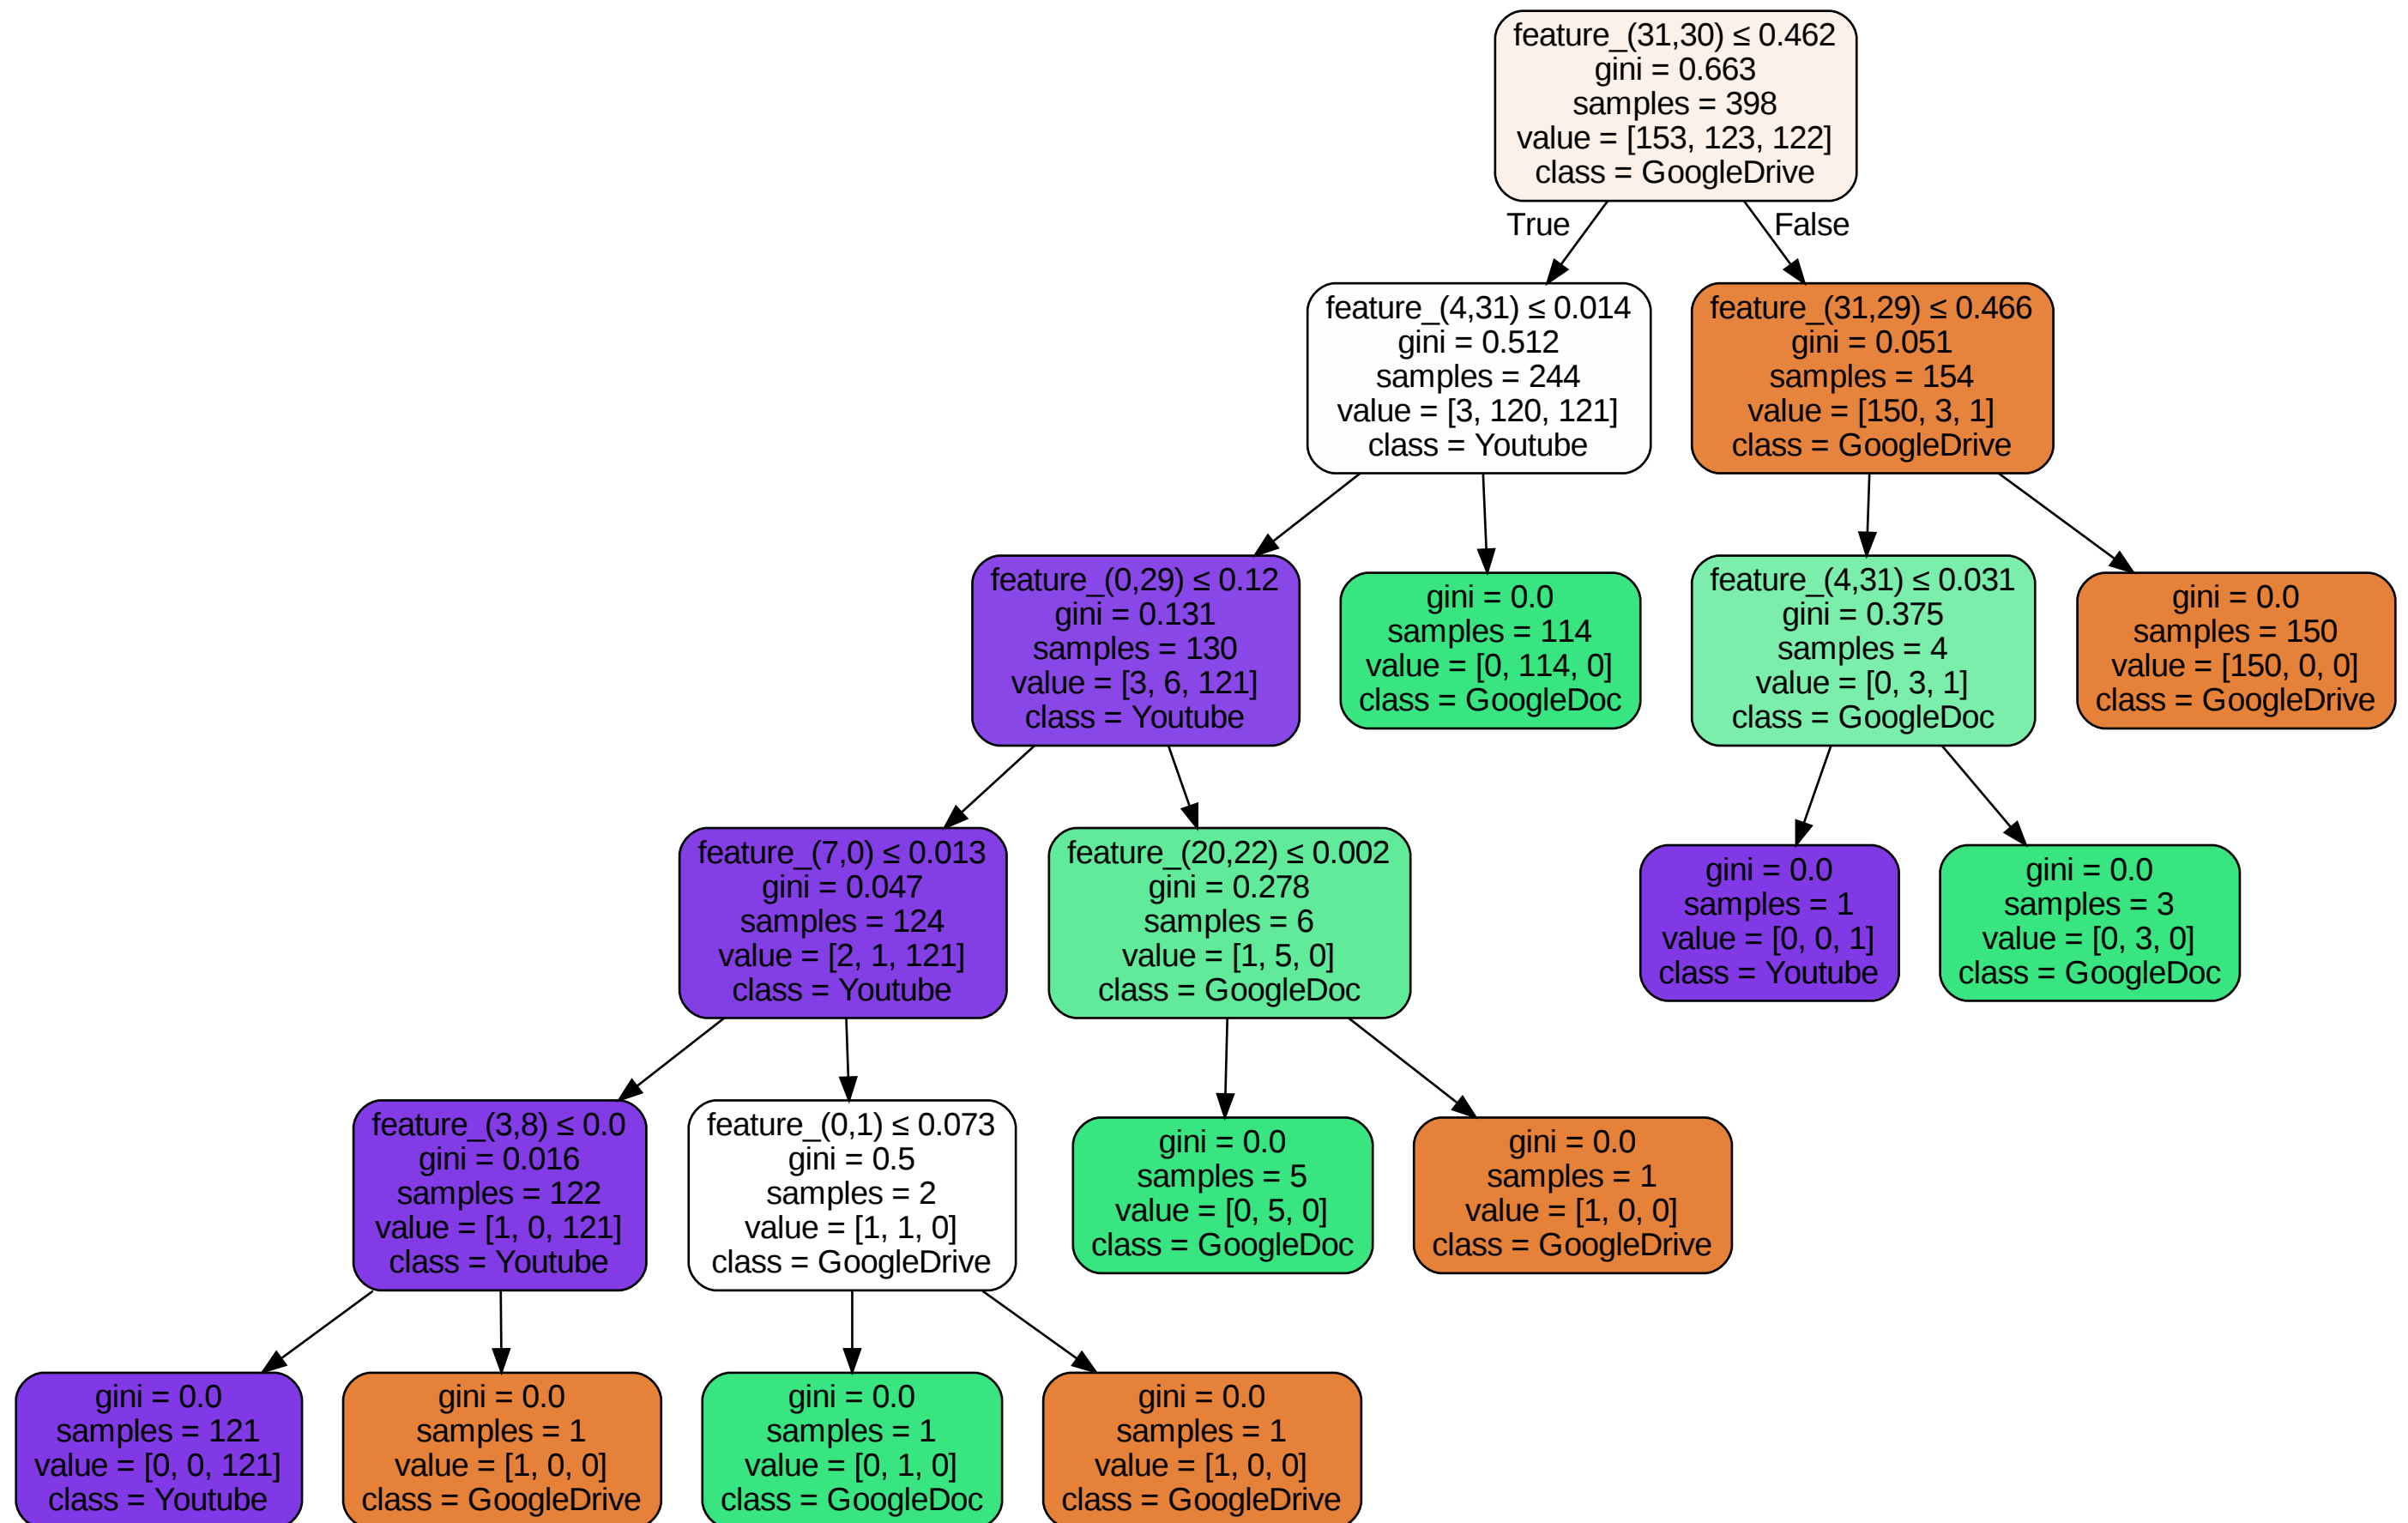 feature_(31,30) ≤ 0.462
gini = 0.663
samples = 398
value = [153, 123, 122]
class = GoogleDrive
True
False
feature_(4,31) ≤ 0.014
gini = 0.512
samples = 244
value = [3, 120, 121]
class = Youtube
feature_(31,29) ≤ 0.466
gini = 0.051
samples = 154
value = [150, 3, 1]
class = GoogleDrive
feature_(0,29) ≤ 0.12
gini = 0.131
samples = 130
value = [3, 6, 121]
class = Youtube
gini = 0.0
samples = 114
value = [0, 114, 0]
class = GoogleDoc
feature_(4,31) ≤ 0.031
gini = 0.375
samples = 4
value = [0, 3, 1]
class = GoogleDoc
gini = 0.0
samples = 150
value = [150, 0, 0]
class = GoogleDrive
feature_(7,0) ≤ 0.013
gini = 0.047
samples = 124
value = [2, 1, 121]
class = Youtube
feature_(20,22) ≤ 0.002
gini = 0.278
samples = 6
value = [1, 5, 0]
class = GoogleDoc
gini = 0.0
samples = 1
value = [0, 0, 1]
class = Youtube
gini = 0.0
samples = 3
value = [0, 3, 0]
class = GoogleDoc
feature_(3,8) ≤ 0.0
gini = 0.016
samples = 122
value = [1, 0, 121]
class = Youtube
feature_(0,1) ≤ 0.073
gini = 0.5
samples = 2
value = [1, 1, 0]
class = GoogleDrive
gini = 0.0
samples = 5
value = [0, 5, 0]
class = GoogleDoc
gini = 0.0
samples = 1
value = [1, 0, 0]
class = GoogleDrive
gini = 0.0
samples = 121
value = [0, 0, 121]
class = Youtube
gini = 0.0
samples = 1
value = [1, 0, 0]
class = GoogleDrive
gini = 0.0
samples = 1
value = [0, 1, 0]
class = GoogleDoc
gini = 0.0
samples = 1
value = [1, 0, 0]
class = GoogleDrive